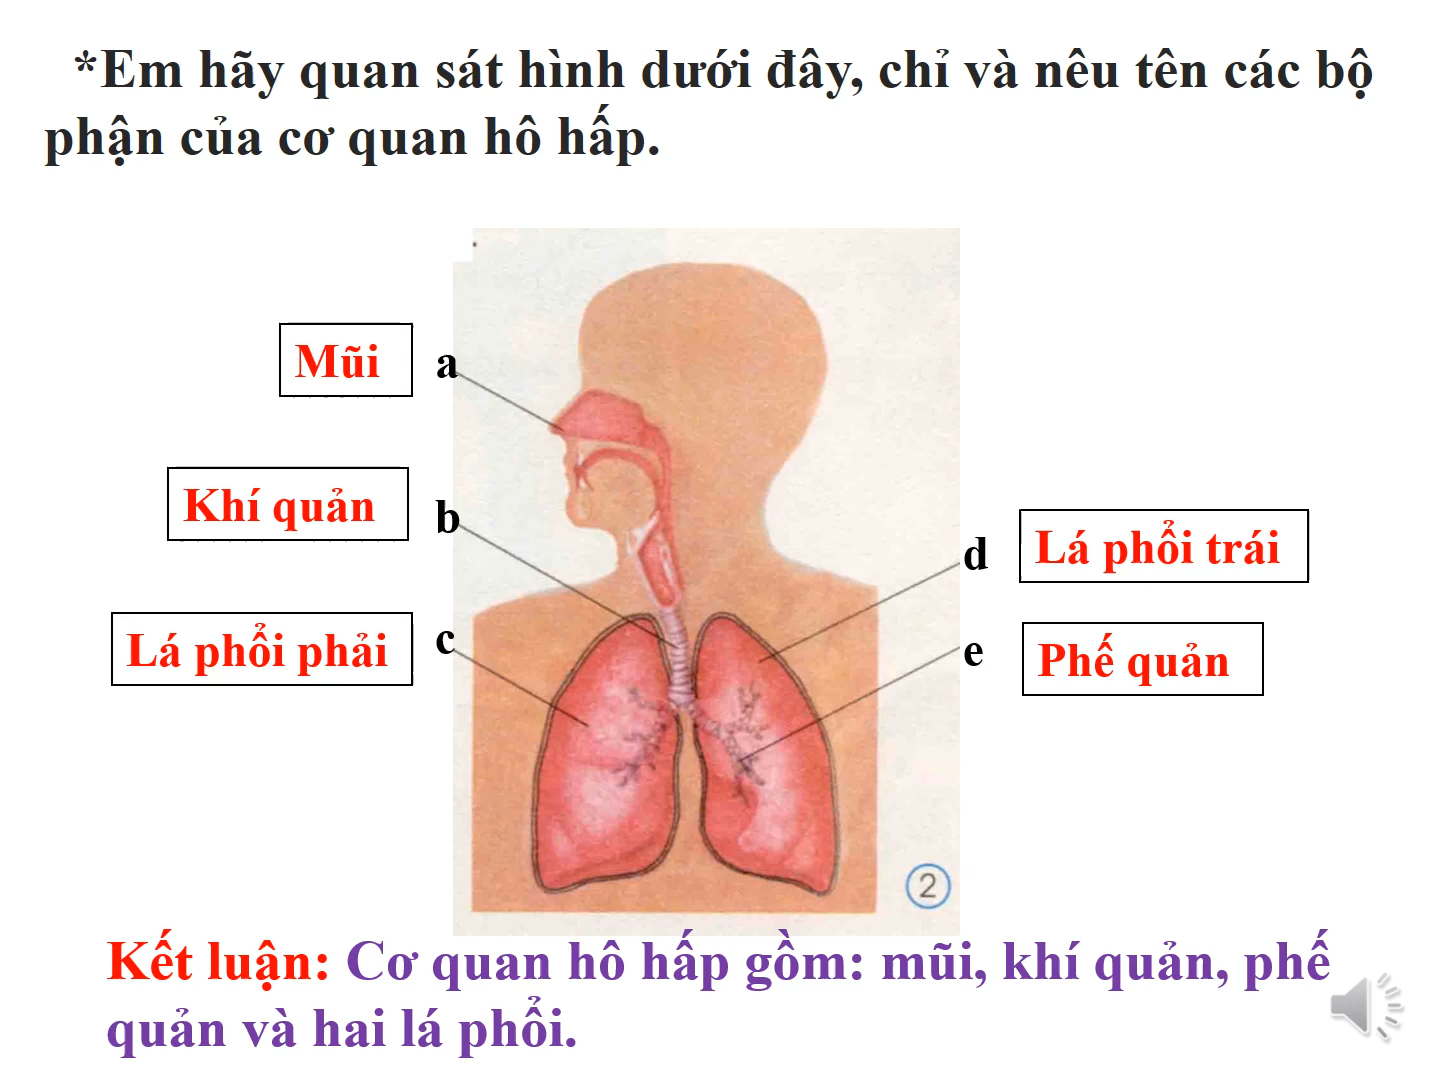 *Em hãy quan sát hình dưới đây, chỉ và nêu tên các bộ
phận của cơ quan hô hấp.
Mũi
a
Khí quản
b
d
Lá phổi trái
Lá phổi phải
c
e
Phế quản
2
Kết luận: Cơ quan hô hấp gồm: mũi, khí quản, phế
quản và hai lá phổi.